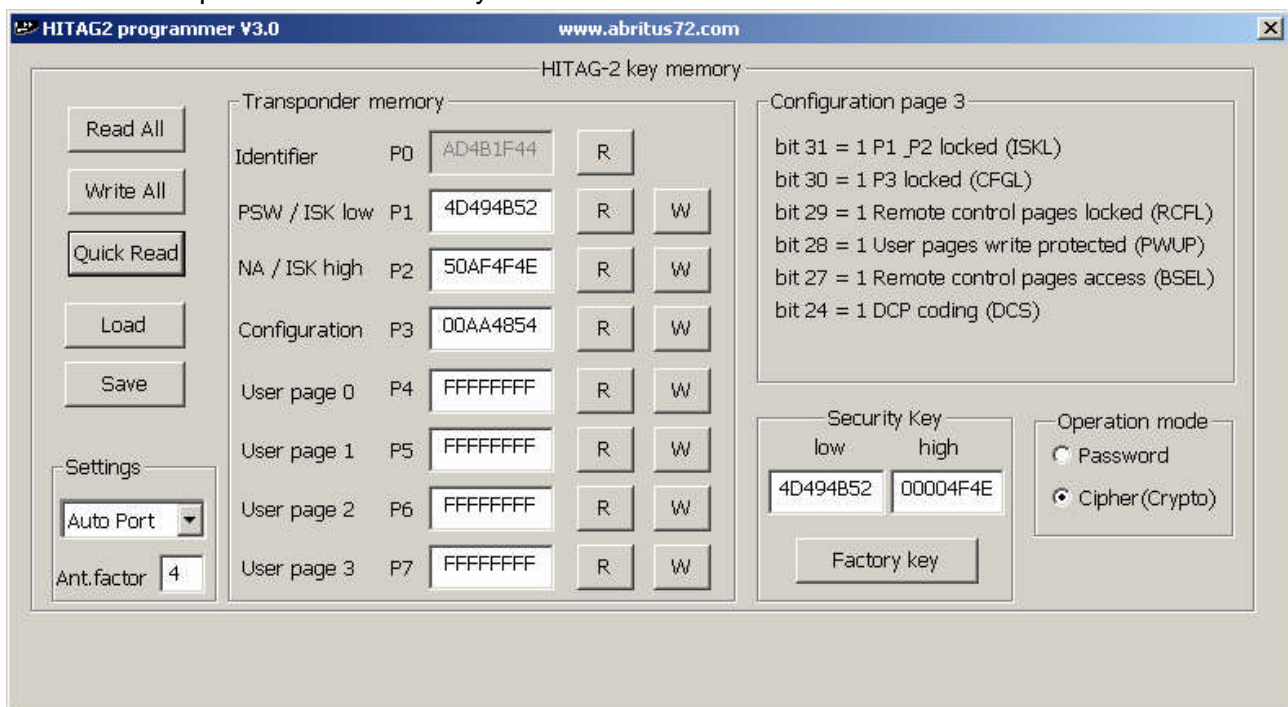 HITAG2 programmer V3.0 www.abritus72.com
HITAG-2 key memory
Read All
Write All
Quick Read
Load
Save
Settings
Auto Port
Ant.factor 4
Transponder memory
Identifier P0 AD4B1F44 R
PSW / ISK low P1 4D494B52 R W
NA / ISK high P2 50AF4F4E R W
Configuration P3 00AA4854 R W
User page 0 P4 FFFFFFFF R W
User page 1 P5 FFFFFFFF R W
User page 2 P6 FFFFFFFF R W
User page 3 P7 FFFFFFFF R W
Configuration page 3
bit 31 = 1 P1 _P2 locked (ISKL)
bit 30 = 1 P3 locked (CFGL)
bit 29 = 1 Remote control pages locked (RCFL)
bit 28 = 1 User pages write protected (PWUP)
bit 27 = 1 Remote control pages access (BSEL)
bit 24 = 1 DCP coding (DCS)
Security Key
low high
4D494B52 00004F4E
Factory key
Operation mode
Password
Cipher(Crypto)